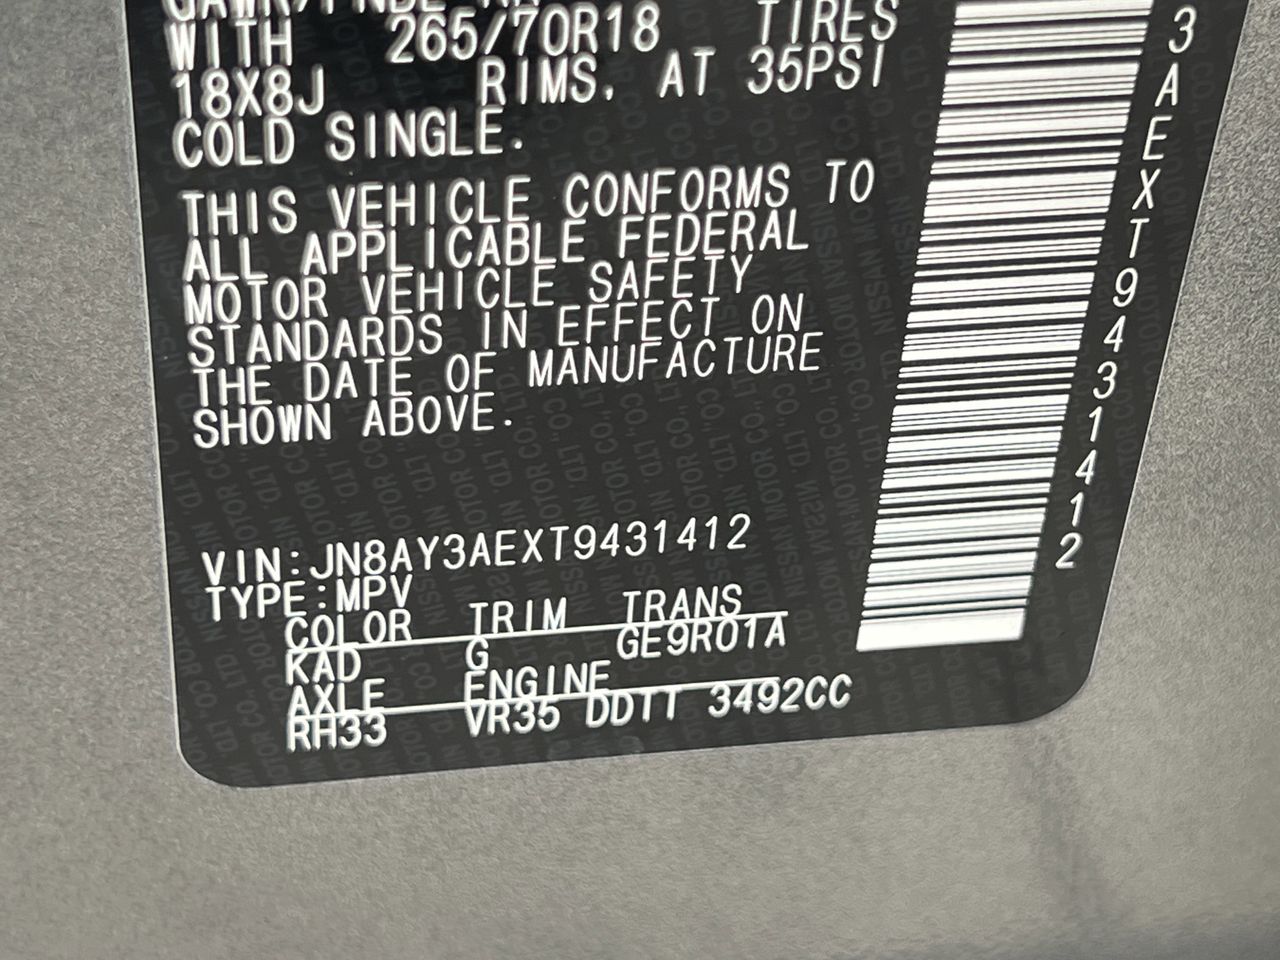 WITH 265/70R18 TIRES
18X8J RIMS. AT 35PSI
COLD SINGLE.
THIS VEHICLE CONFORMS TO
ALL APPLICABLE FEDERAL
MOTOR VEHICLE SAFETY
STANDARDS IN EFFECT ON
THE DATE OF MANUFACTURE
SHOWN ABOVE.
VIN:JN8AY3AEXT9431412
TYPE:MPV
COLOR TRIM TRANS
KAD G GE9R01A
AXLE ENGINE
RH33 VR35 DDTT 3492CC
3AEXT9431412